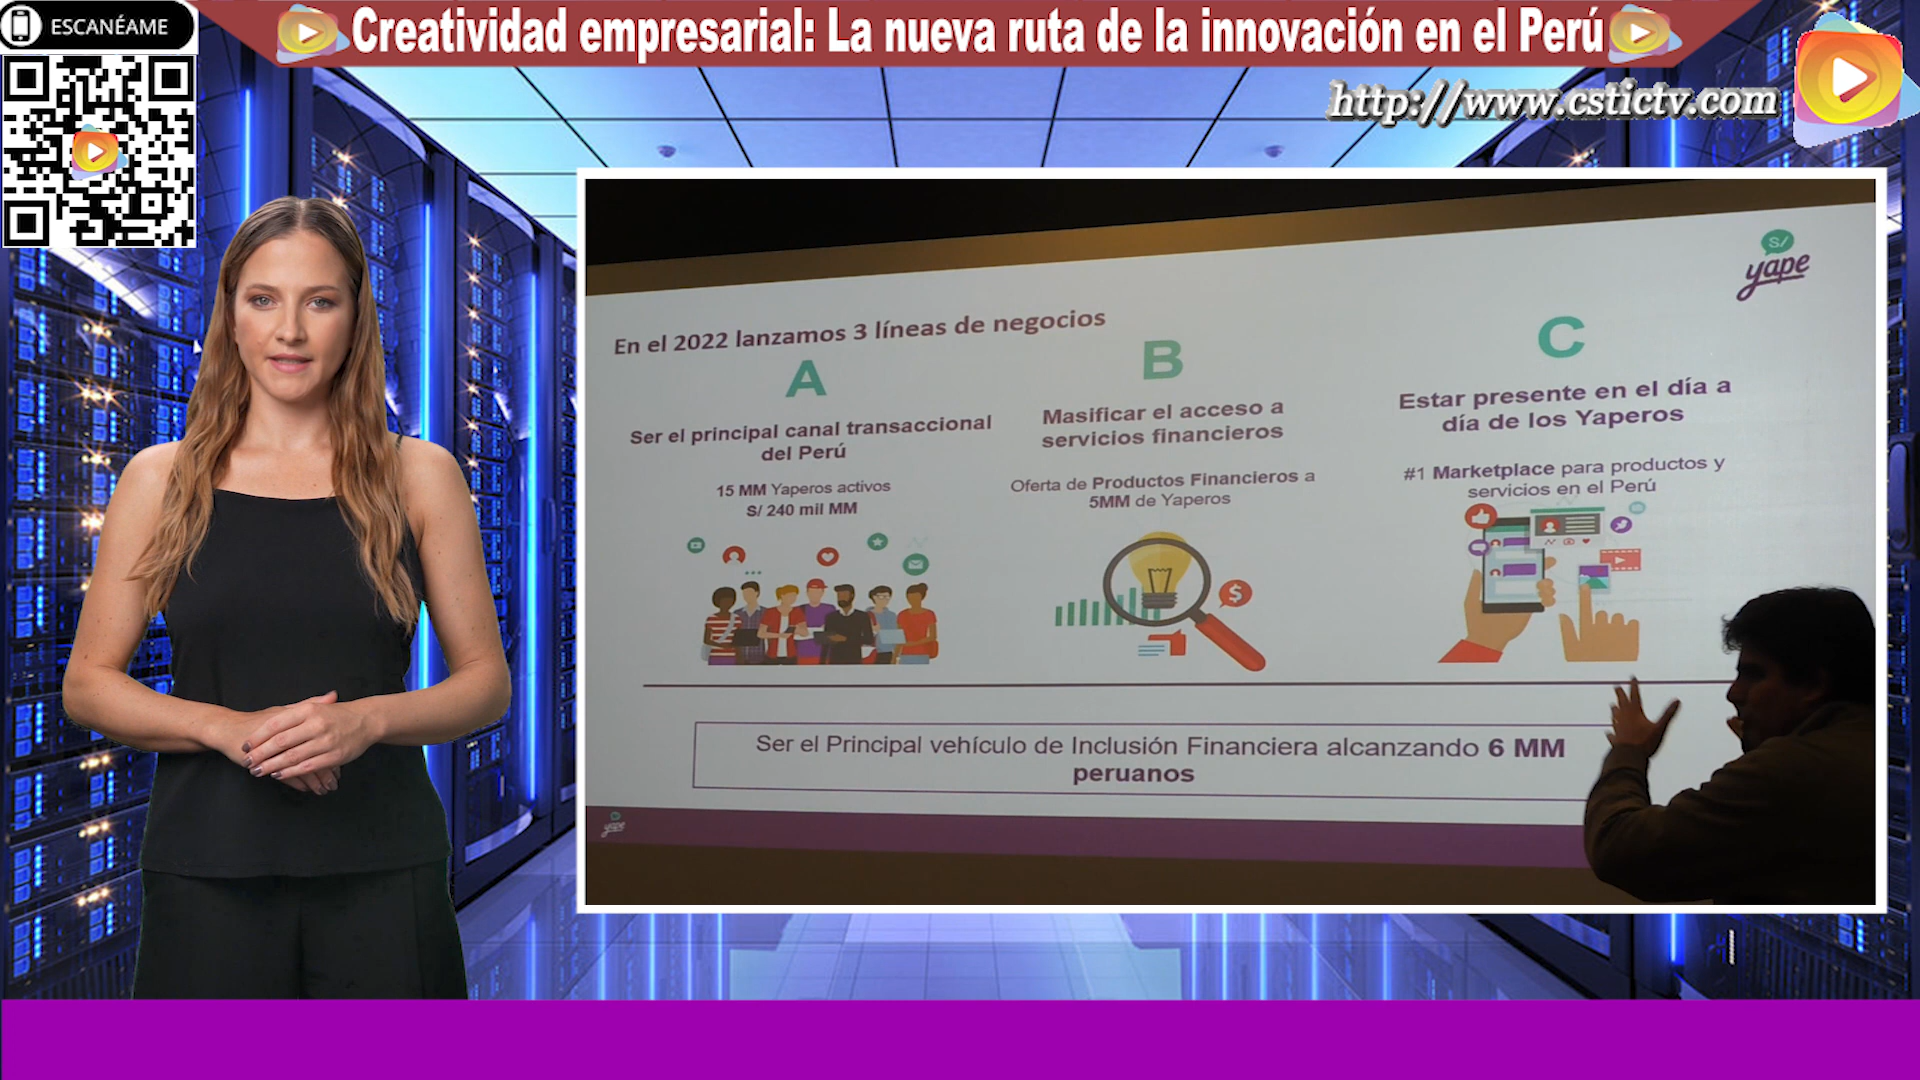 ESCANÉAME
Creatividad empresarial: La nueva ruta de la innovación en el Perú
http://www.cstictv.com
S/
yape
En el 2022 lanzamos 3 líneas de negocios
A
Ser el principal canal transaccional
del Perú
15 MM Yaperos activos
S/ 240 mil MM
B
Masificar el acceso a
servicios financieros
Oferta de Productos Financieros a
5MM de Yaperos
$
C
Estar presente en el día a
día de los Yaperos
#1 Marketplace para productos y
servicios en el Perú
Ser el Principal vehículo de Inclusión Financiera alcanzando 6 MM
peruanos
yape